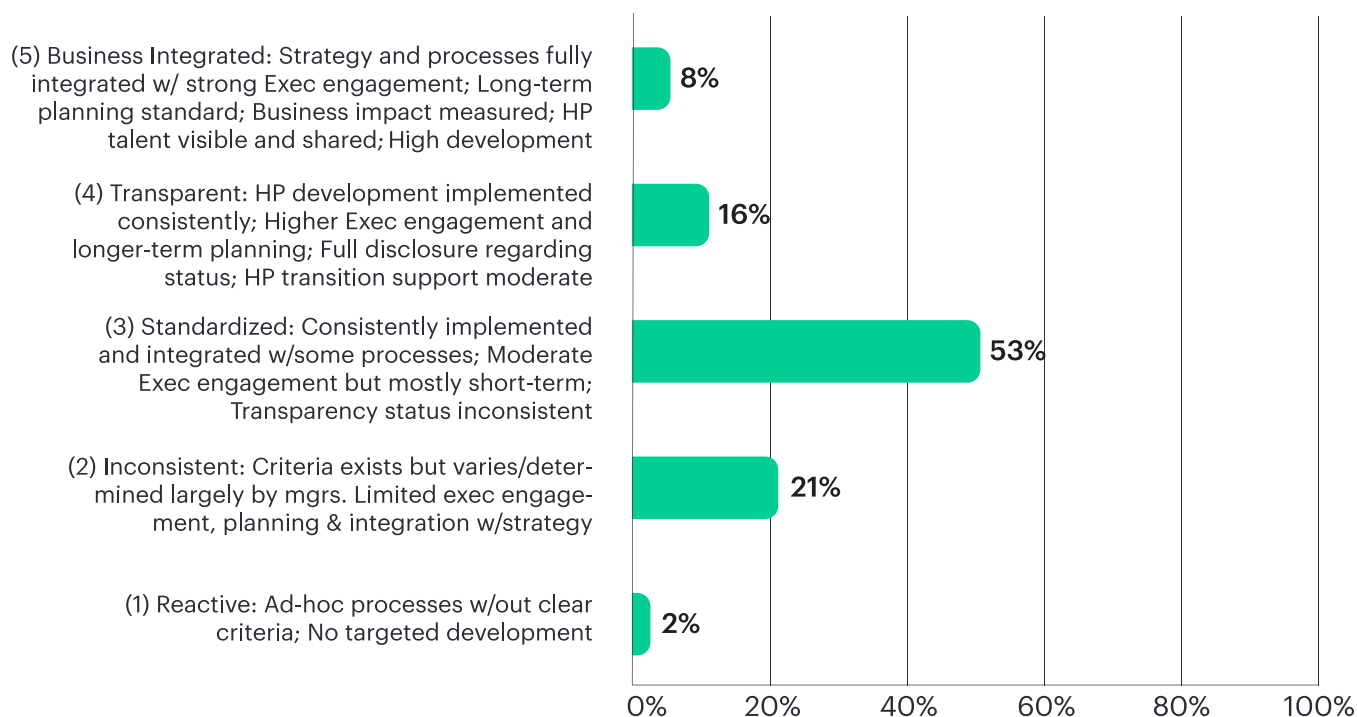 (5) Business Integrated: Strategy and processes fully
integrated w/ strong Exec engagement; Long-term
planning standard; Business impact measured; HP
talent visible and shared; High development
8%
(4) Transparent: HP development implemented
consistently; Higher Exec engagement and
longer-term planning; Full disclosure regarding
status; HP transition support moderate
16%
(3) Standardized: Consistently implemented
and integrated w/some processes; Moderate
Exec engagement but mostly short-term;
Transparency status inconsistent
53%
(2) Inconsistent: Criteria exists but varies/deter-
mined largely by mgrs. Limited exec engage-
ment, planning & integration w/strategy
21%
(1) Reactive: Ad-hoc processes w/out clear
criteria; No targeted development
2%
0% 20% 40% 60% 80% 100%